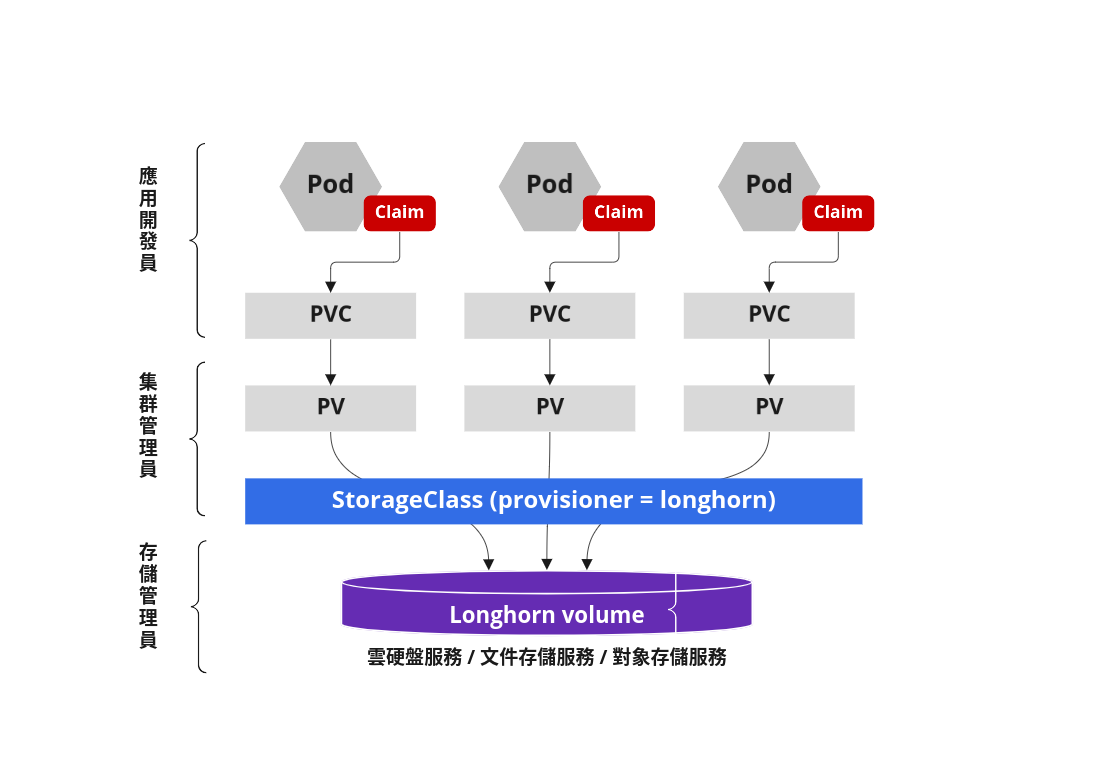 應用開發員
Pod
Claim
Pod
Claim
Pod
Claim
PVC
PVC
PVC
集群管理員
PV
PV
PV
StorageClass (provisioner = longhorn)
存儲管理員
Longhorn volume
雲硬盤服務 / 文件存儲服務 / 對象存儲服務